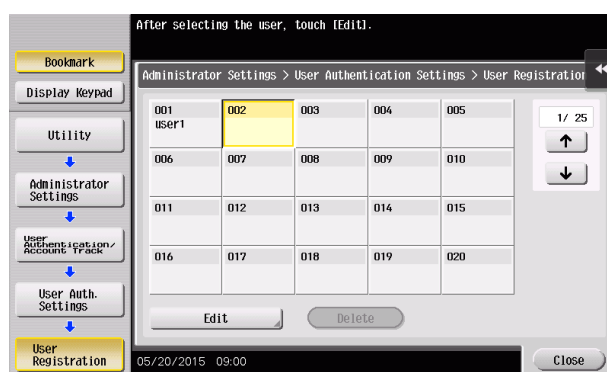 After selecting the user, touch [Edit].
Bookmark
Display Keypad
Utility
Administrator
Settings
User
Authentication/
Account Track
User Auth.
Settings
User
Registration
Administrator Settings > User Authentication Settings > User Registration
001 002 003 004 005
user1
006 007 008 009 010
011 012 013 014 015
016 017 018 019 020
1/ 25
Edit Delete
05/20/2015 09:00
Close